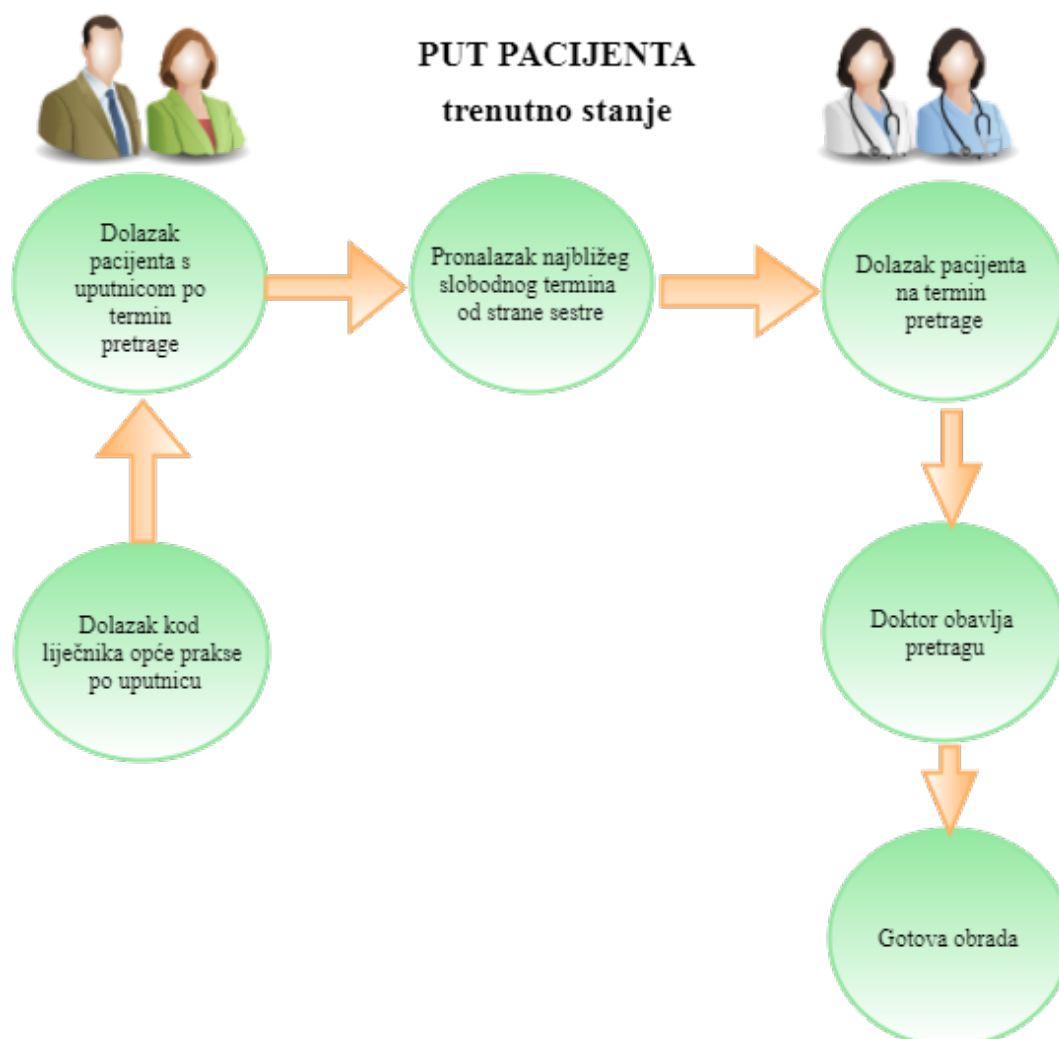 PUT PACIJENTA
trenutno stanje
Dolazak
pacijenta s
uputnicom po
termin
pretrage
Pronalazak najbližeg
slobodnog termina
od strane sestre
Dolazak pacijenta
na termin
pretrage
Dolazak kod
liječnika opće prakse
po uputnicu
Doktor obavlja
pretragu
Gotova obrada